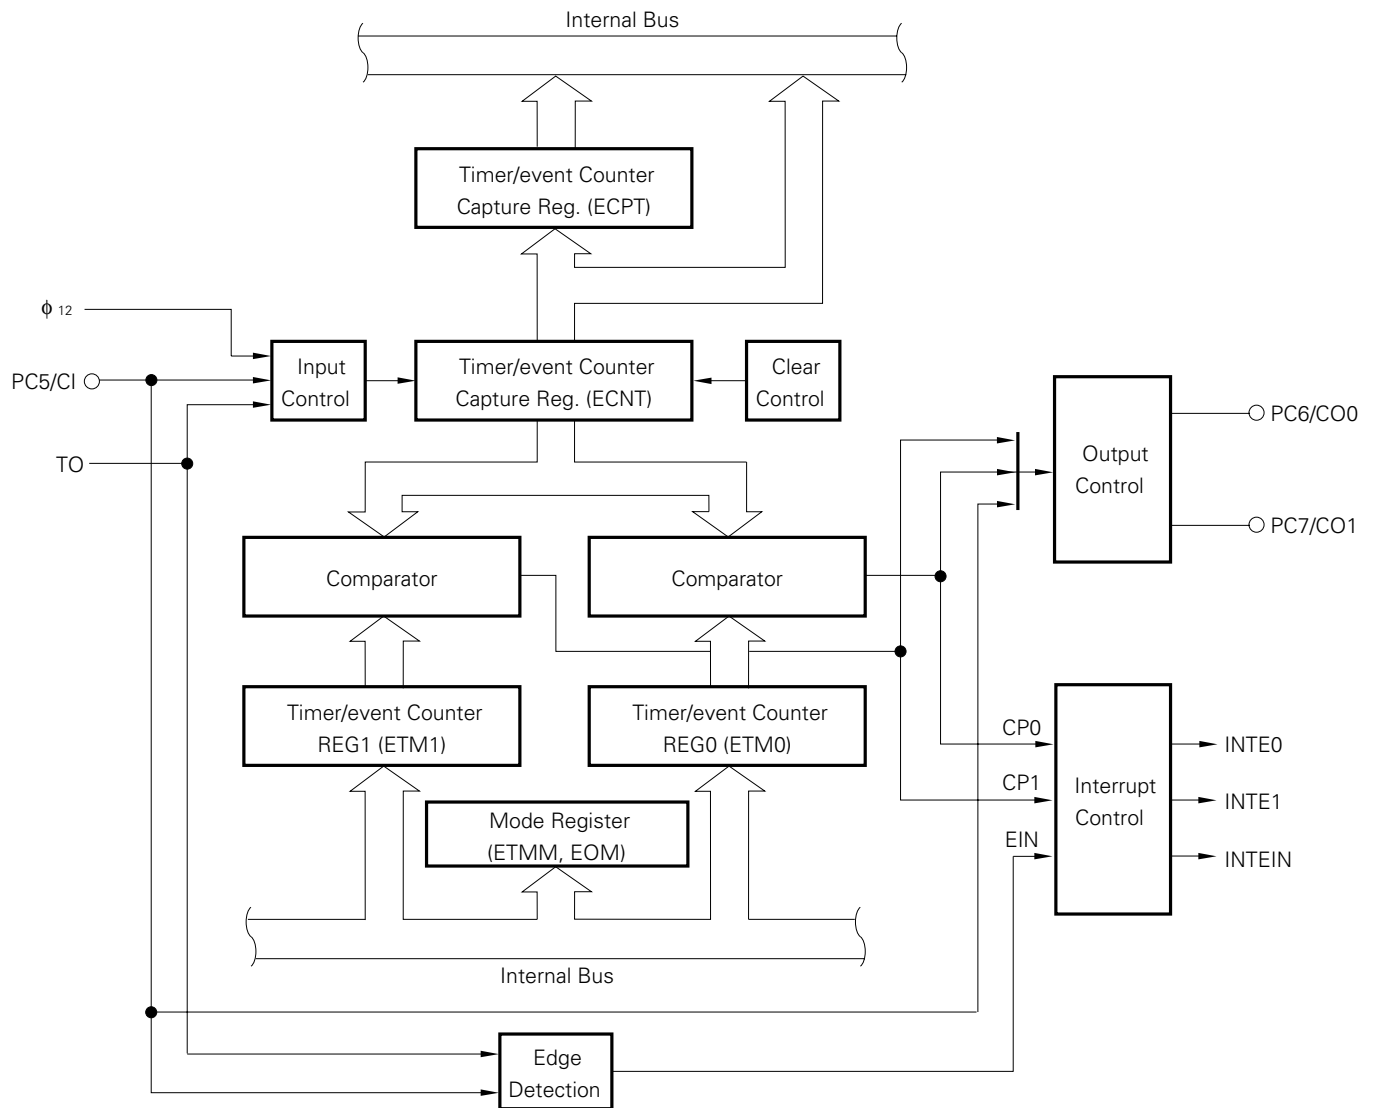 Internal Bus
Timer/event Counter
Capture Reg. (ECPT)
ϕ 12
PC5/CI
TO
Input
Control
Timer/event Counter
Capture Reg. (ECNT)
Clear
Control
Output
Control
PC6/CO0
PC7/CO1
Comparator
Comparator
Timer/event Counter
REG1 (ETM1)
Timer/event Counter
REG0 (ETM0)
Mode Register
(ETMM, EOM)
CP0
CP1
EIN
Interrupt
Control
INTE0
INTE1
INTEIN
Internal Bus
Edge
Detection